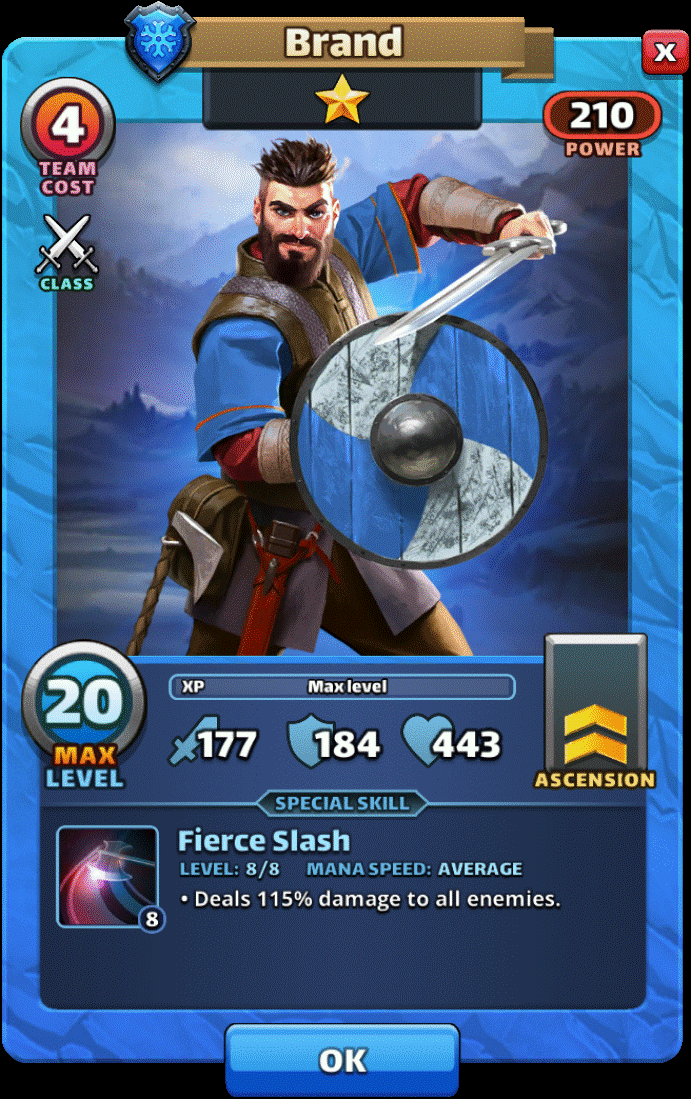 Brand
X
4
TEAM
COST
210
POWER
CLASS
20
MAX
LEVEL
XP Max level
177 184 443
ASCENSION
SPECIAL SKILL
Fierce Slash
LEVEL: 8/8 MANA SPEED: AVERAGE
• Deals 115% damage to all enemies.
8
OK